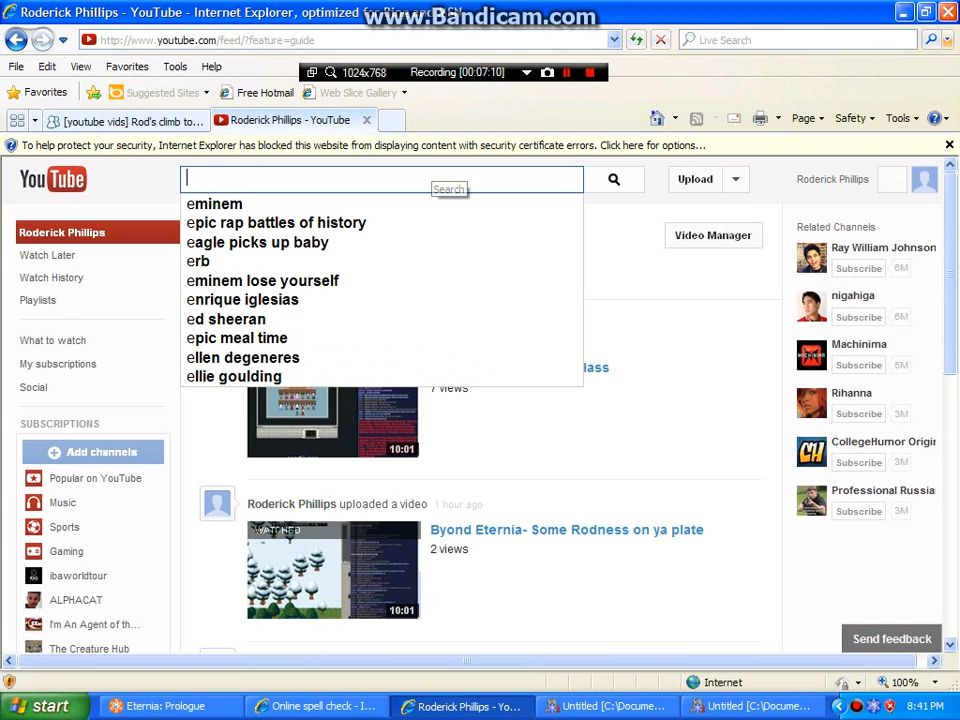 Roderick Phillips - YouTube - Internet Explorer, optimized for Bing and MSN
www.Bandicam.com
http://www.youtube.com/feed/?feature=guide
Live Search
File Edit View Favorites Tools Help
1024x768 Recording [00:07:10]
Favorites Suggested Sites Free Hotmail Web Slice Gallery
[youtube vids] Rod's climb to... Roderick Phillips - YouTube Page Safety Tools
To help protect your security, Internet Explorer has blocked this website from displaying content with security certificate errors. Click here for options...
YouTube
Search
Upload
Roderick Phillips
eminem
epic rap battles of history
eagle picks up baby
erb
eminem lose yourself
enrique iglesias
ed sheeran
epic meal time
ellen degeneres
ellie goulding
Roderick Phillips
Watch Later
Watch History
Playlists
What to watch
My subscriptions
Social
SUBSCRIPTIONS
Add channels
Popular on YouTube
Music
Sports
Gaming
ibaworldtour
ALPHACAT
I'm An Agent of th...
The Creature Hub
Video Manager
lass
7 views
10:01
Roderick Phillips uploaded a video 1 hour ago
WATCHED
Byond Eternia- Some Rodness on ya plate
2 views
10:01
Related Channels
Ray William Johnson
Subscribe 6M
nigahiga
Subscribe 6M
Machinima
Subscribe 5M
Rihanna
Subscribe 3M
CollegeHumor Origin
Subscribe 3M
Professional Russia
Subscribe 3M
Send feedback
Internet 100%
start Eternia: Prologue Online spell check - I... Roderick Phillips - Yo... Untitled [C:\Docume... Untitled [C:\Docume... 8:41 PM